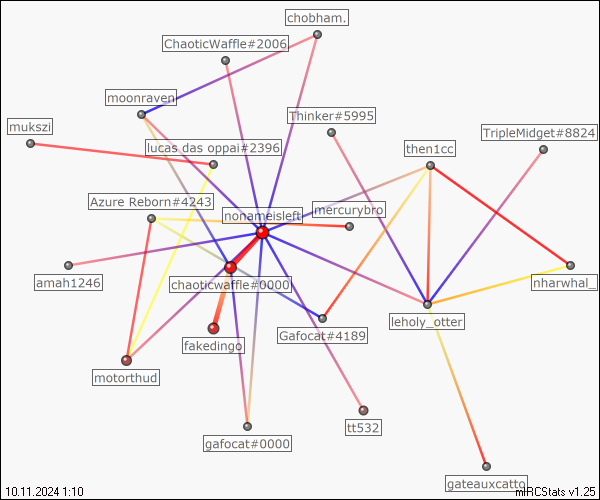 chobham.
ChaoticWaffle#2006
moonraven
Thinker#5995
mukszi
TripleMidget#8824
lucas das oppai#2396
then1cc
Azure Reborn#4243
mercurybro
nonameisleft
amah1246
chaoticwaffle#0000
nharwhal_
leholy_otter
Gafocat#4189
fakedingo
motorthud
tt532
gafocat#0000
gateauxcatto
10.11.2024 1:10
mIRCStats v1.25